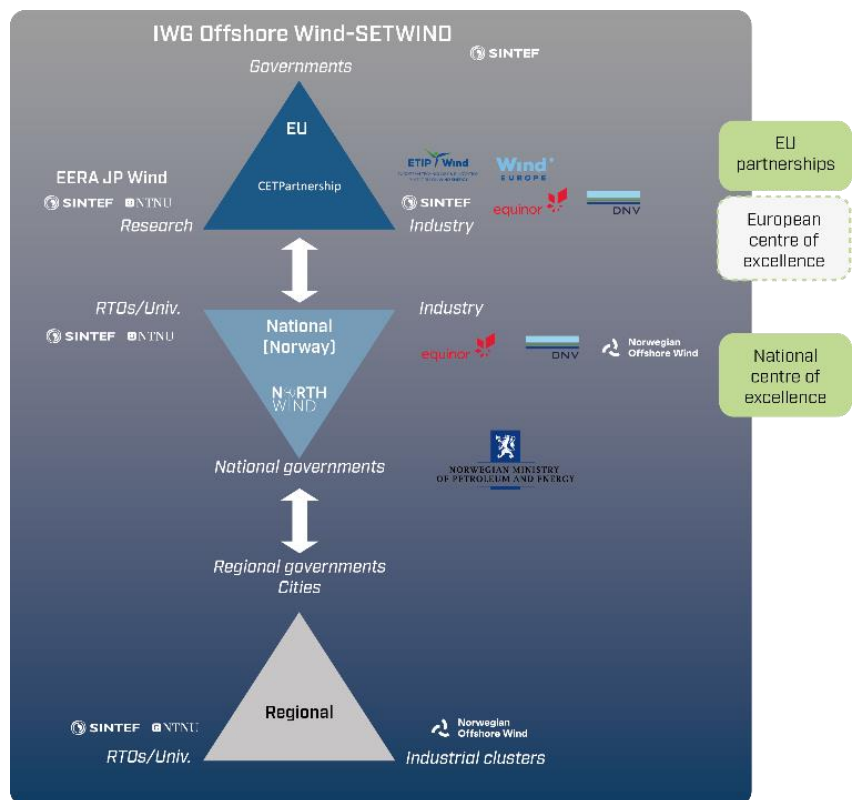 IWG Offshore Wind-SETWIND
SINTEF
Governments
EU
CETPartnership
EERA JP Wind
SINTEF NTNU
Research
ETIP Wind
Wind
EUROPE
SINTEF
equinor
DNV
Industry
EU
partnerships
European
centre of
excellence
RTOs/Univ.
SINTEF NTNU
National
(Norway)
NORTH
WIND
Industry
equinor
DNV
Norwegian
Offshore Wind
National
centre of
excellence
National governments
NORWEGIAN MINISTRY
OF PETROLEUM AND ENERGY
Regional governments
Cities
Regional
SINTEF NTNU
RTOs/Univ.
Norwegian
Offshore Wind
Industrial clusters